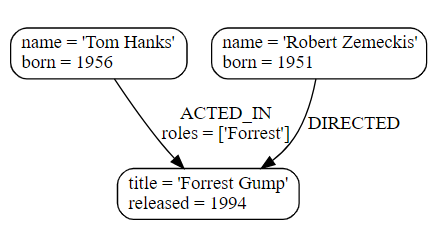 name = 'Tom Hanks'
born = 1956
name = 'Robert Zemeckis'
born = 1951
ACTED_IN
roles = ['Forrest']
DIRECTED
title = 'Forrest Gump'
released = 1994